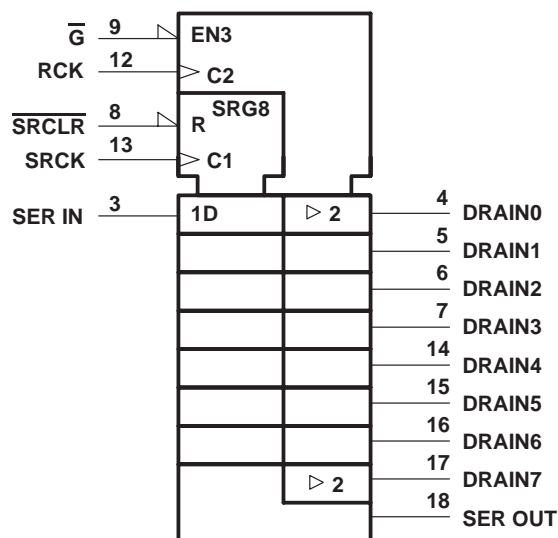 G 9 EN3
RCK 12 C2
SRG8
SRCLR 8 R
SRCK 13 C1
SER IN 3 1D 2 4 DRAIN0
5 DRAIN1
6 DRAIN2
7 DRAIN3
14 DRAIN4
15 DRAIN5
16 DRAIN6
2 17 DRAIN7
18 SER OUT